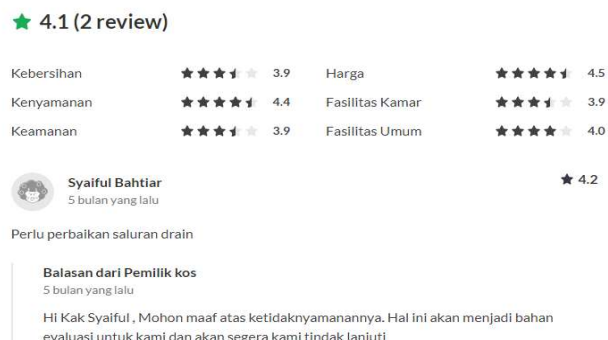 4.1 (2 review)
Kebersihan 3.9 Harga 4.5
Kenyamanan 4.4 Fasilitas Kamar 3.9
Keamanan 3.9 Fasilitas Umum 4.0
Syaiful Bahtiar 4.2
5 bulan yang lalu
Perlu perbaikan saluran drain
Balasan dari Pemilik kos
5 bulan yang lalu
Hi Kak Syaiful , Mohon maaf atas ketidaknyamanannya. Hal ini akan menjadi bahan
evaluasi untuk kami dan akan segera kami tindak lanjuti